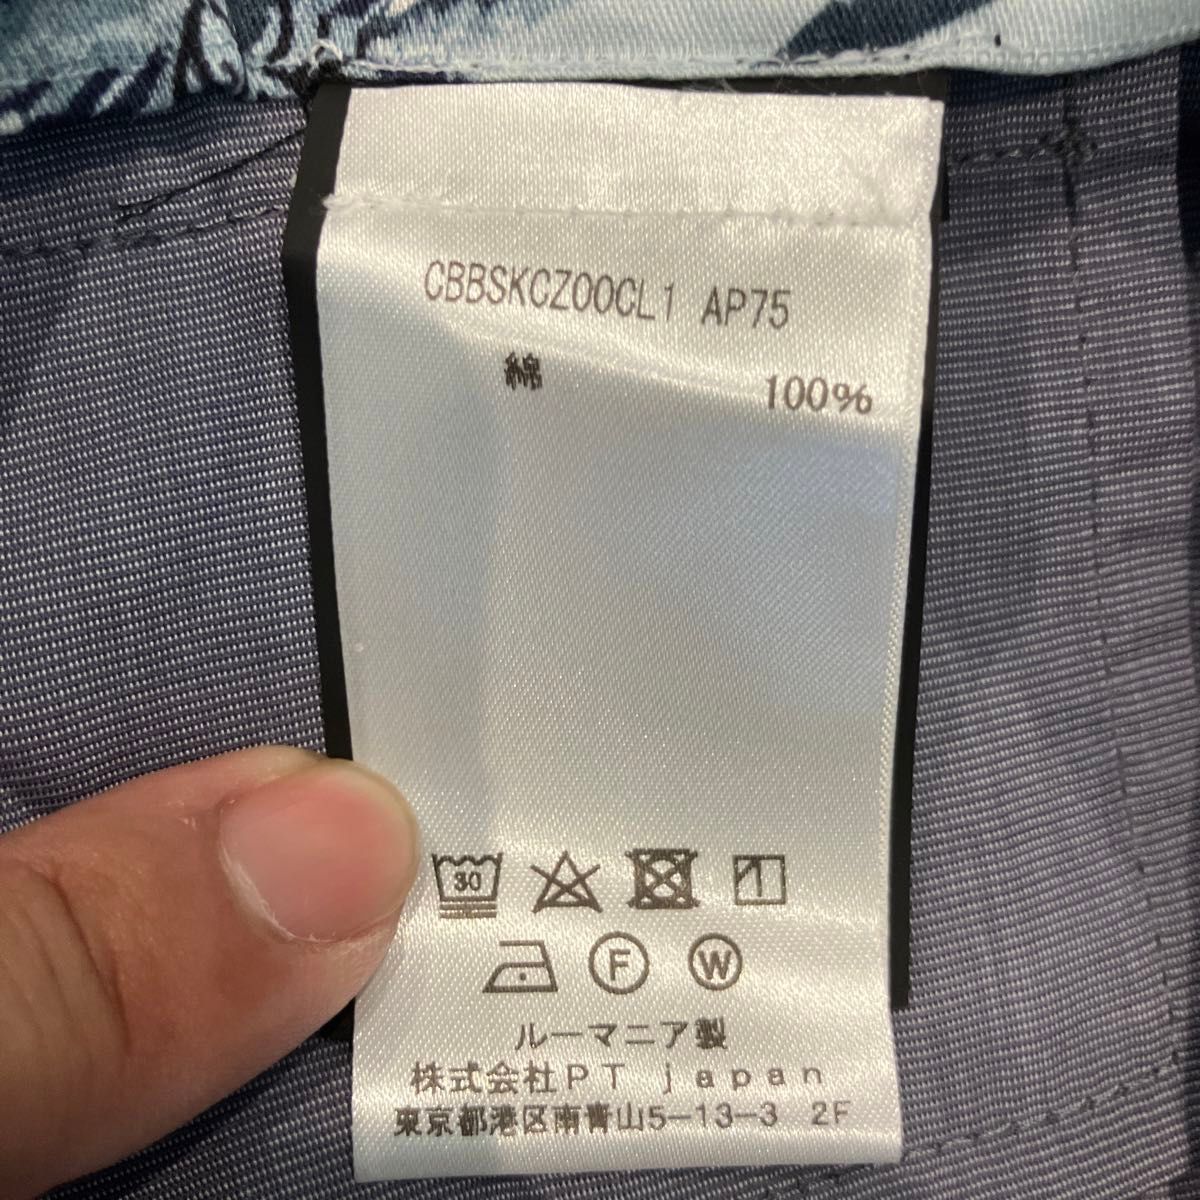 CBBSKCZ00CL1 AP75
綿 100%
30
F W
ルーマニア製
株式会社PT japan
東京都港区南青山5-13-3 2F